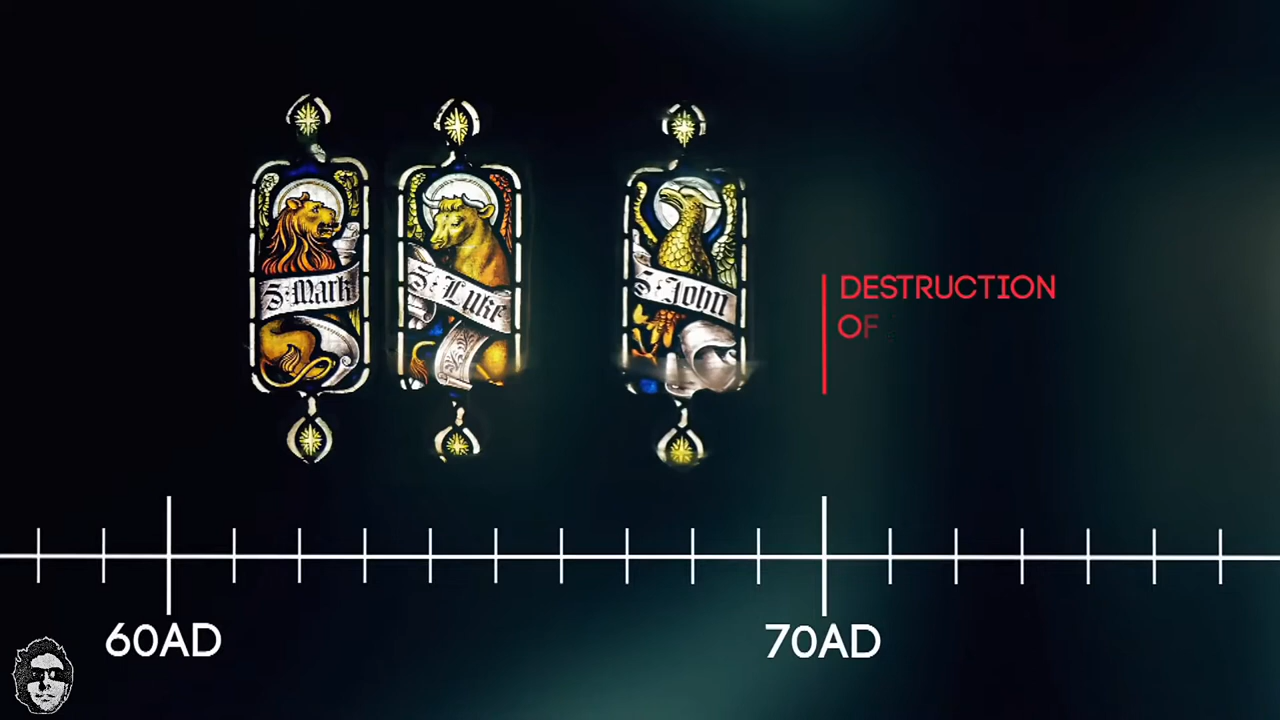 S: Mark
S: Luke
S: John
DESTRUCTION
OF
60AD
70AD